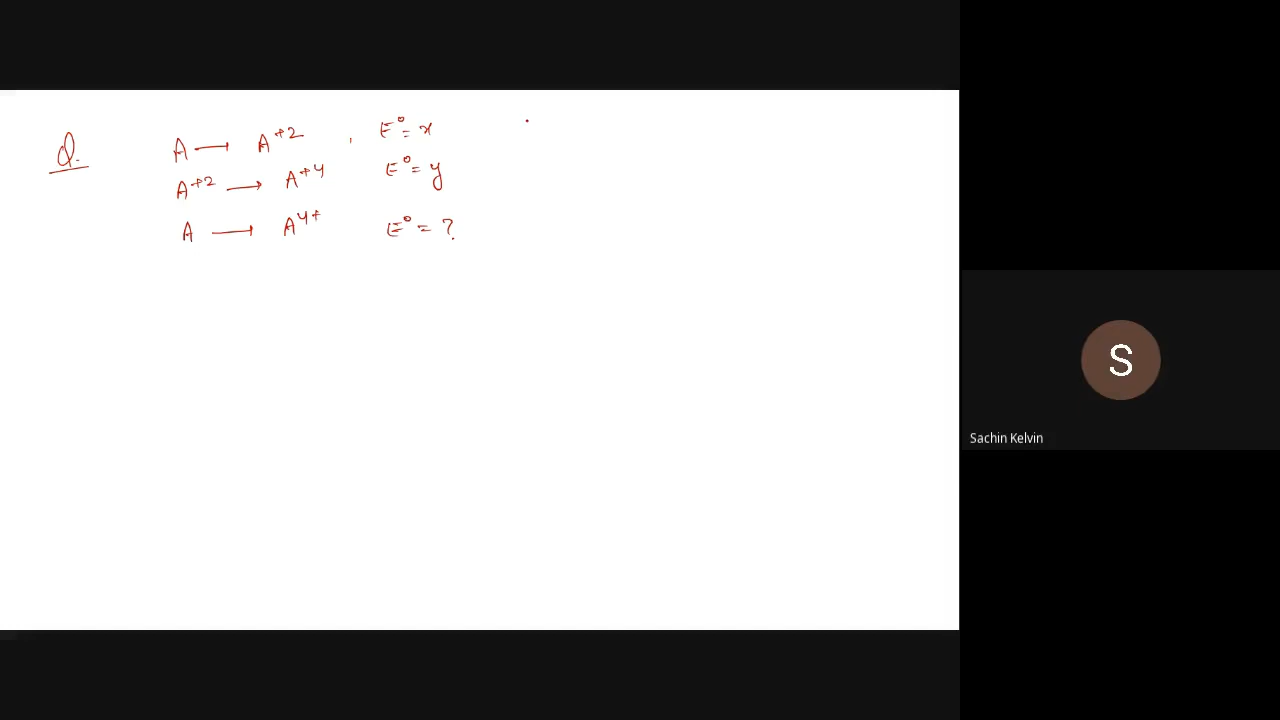 Q. A → A⁺² , E° = x
A⁺² → A⁺⁴ E° = y
A → A⁴⁺ E° = ?
S
Sachin Kelvin